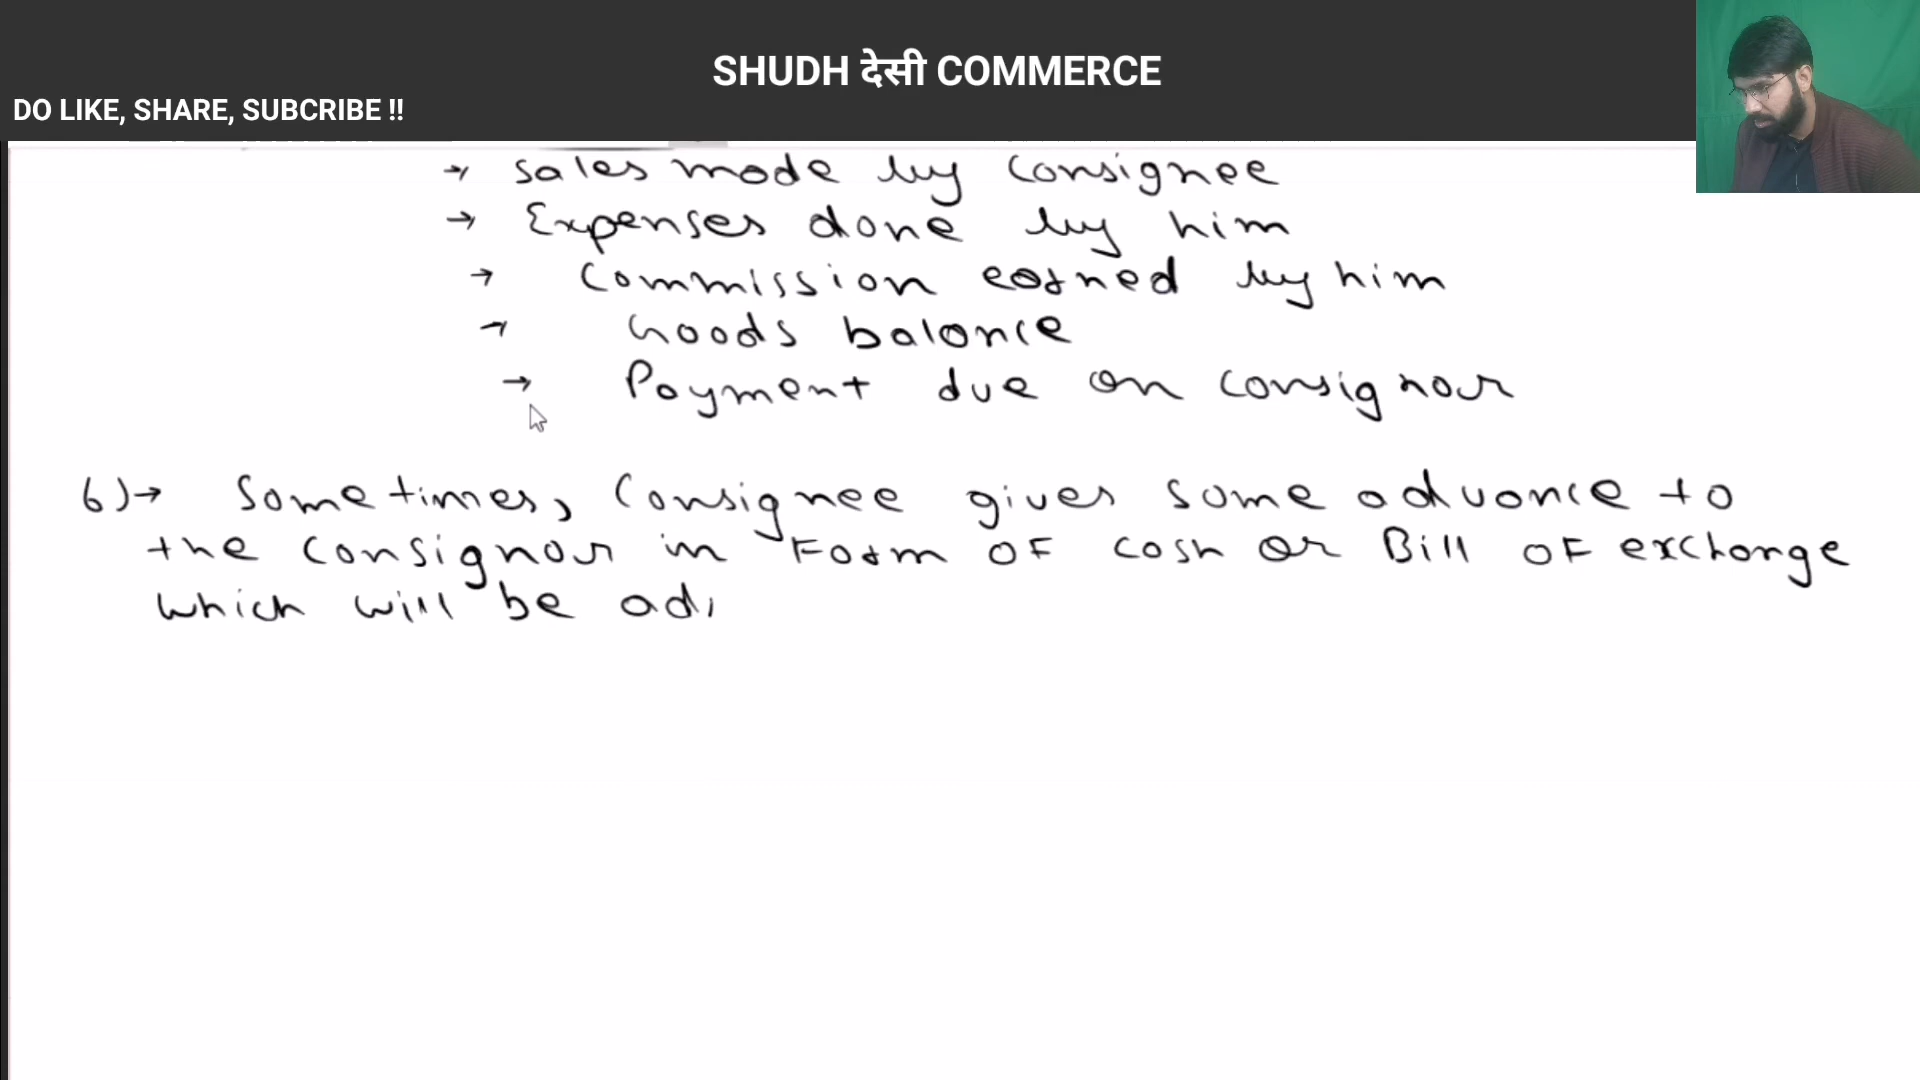 SHUDH देसी COMMERCE
DO LIKE, SHARE, SUBCRIBE !!
→ Sales made by Consignee
→ Expenses done by him
→ Commission earned by him
→ Goods balance
→ Payment due on consignor
6)→ Sometimes, Consignee gives some advance to
the consignor in Form OF cash or Bill OF exchange
which will be adj